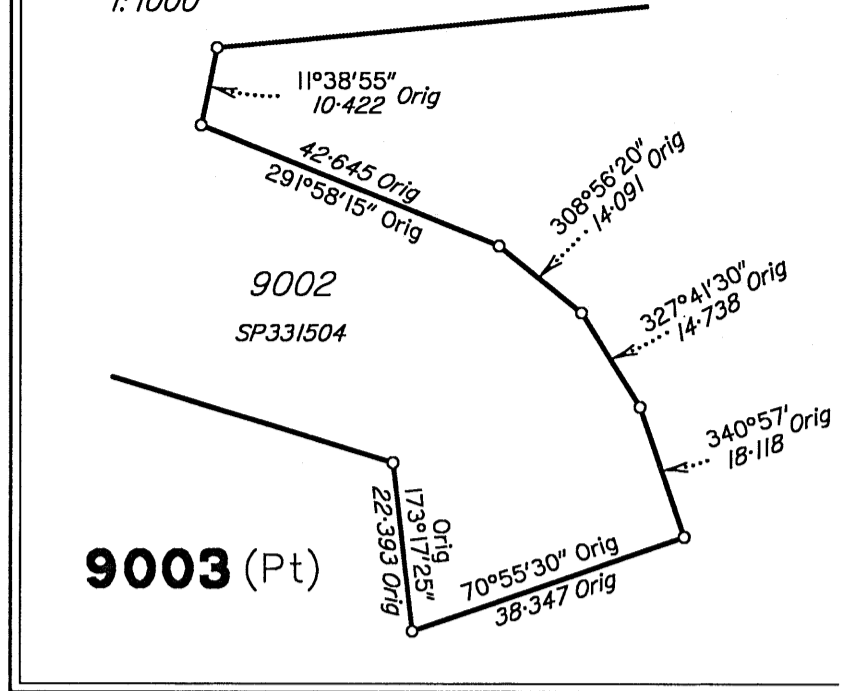 1:1000
11°38'55" Orig
10·422
42·645 Orig
291°58'15" Orig
308°56'20" Orig
14·091
327°41'30" Orig
14·738
9002
SP331504
340°57' Orig
18·118
173°17'25" Orig
22·393 Orig
9003 (Pt)
70°55'30" Orig
38·347 Orig